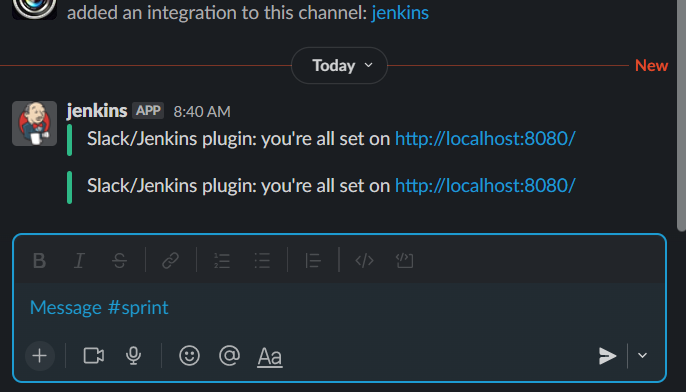 added an integration to this channel: jenkins
Today
New
jenkins APP 8:40 AM
Slack/Jenkins plugin: you're all set on http://localhost:8080/
Slack/Jenkins plugin: you're all set on http://localhost:8080/
B I S
Message #sprint
Aa